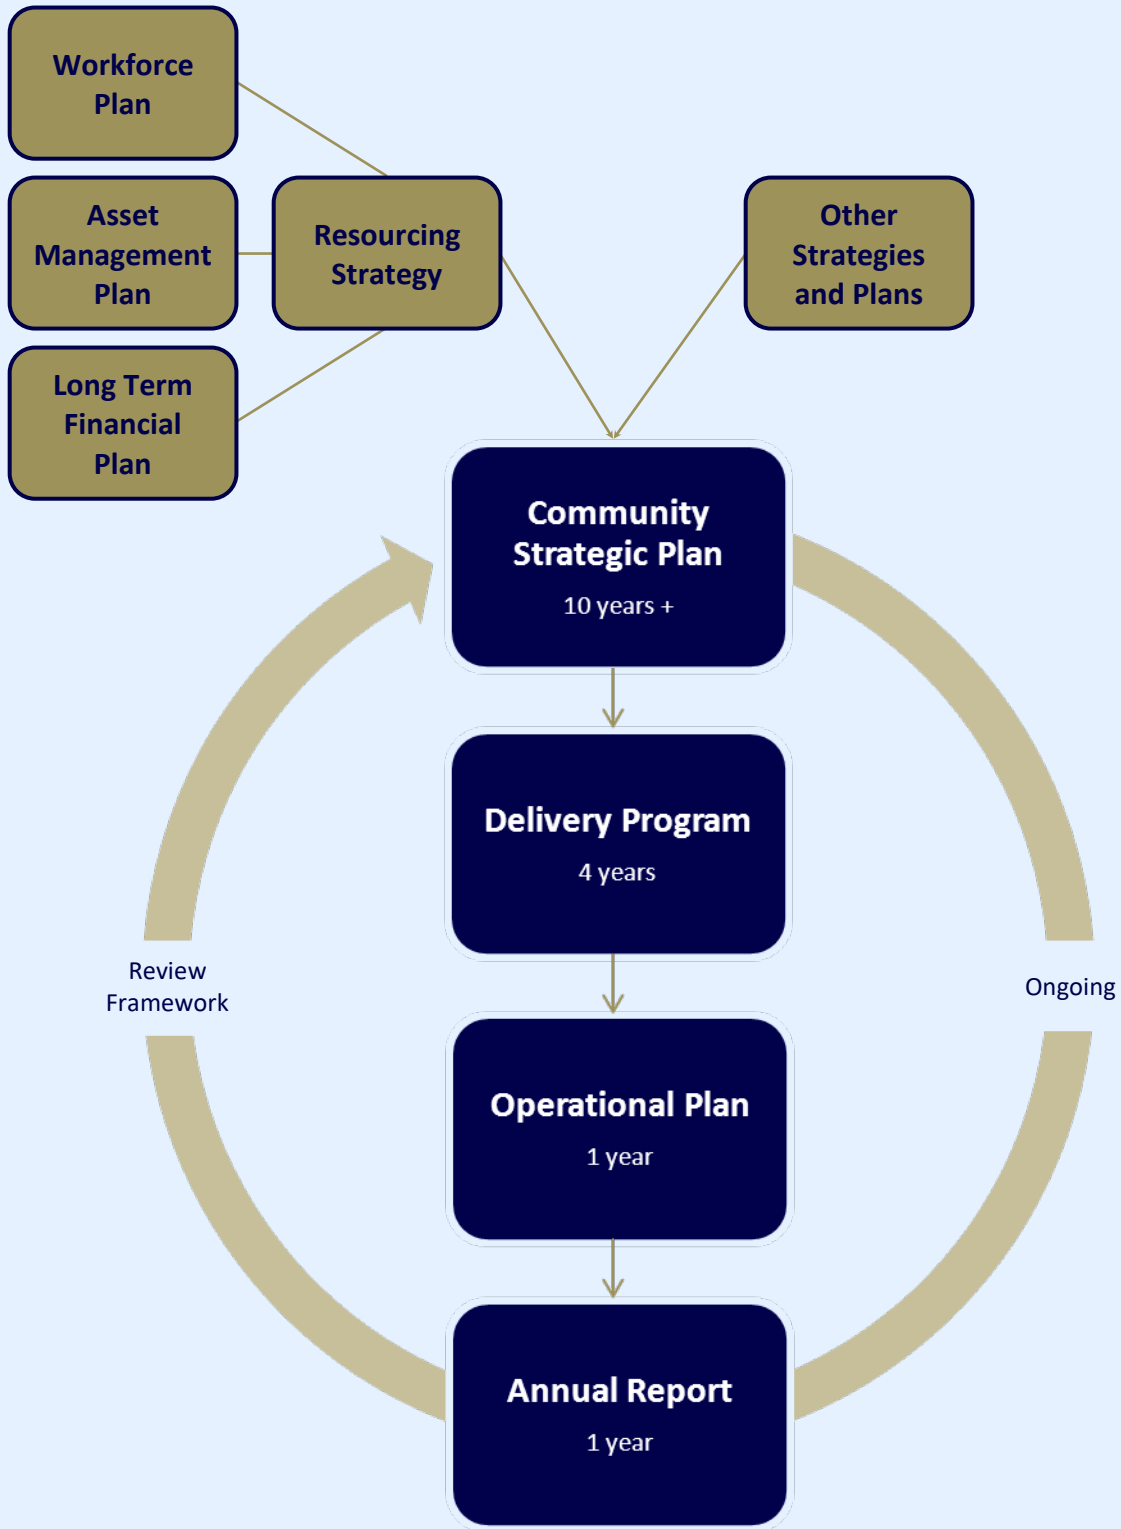 Workforce
Plan
Asset
Management
Plan
Long Term
Financial
Plan
Resourcing
Strategy
Other
Strategies
and Plans
Community
Strategic Plan
10 years +
Delivery Program
4 years
Review
Framework
Ongoing
Operational Plan
1 year
Annual Report
1 year